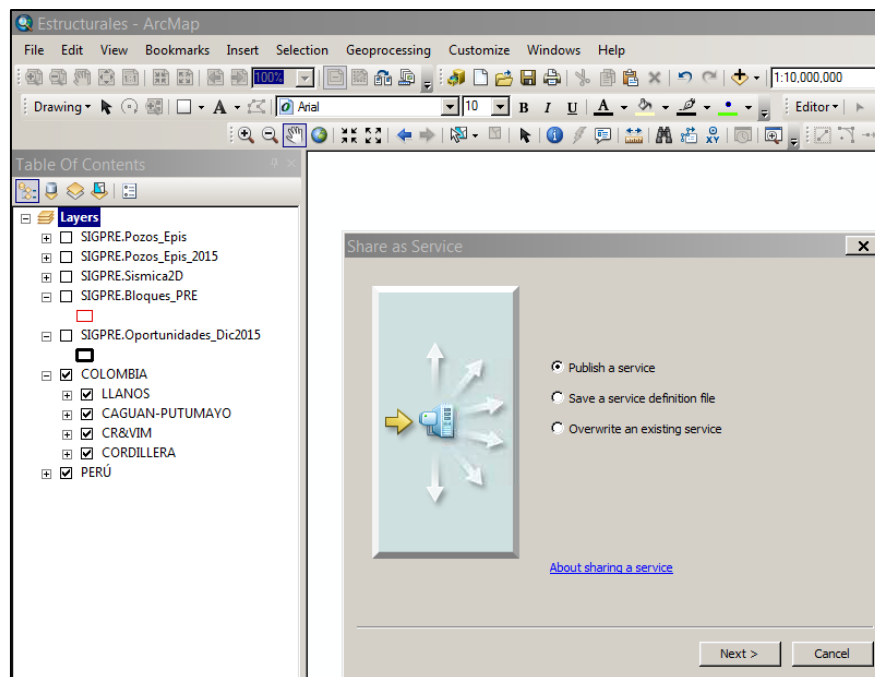 Estructurales - ArcMap
File Edit View Bookmarks Insert Selection Geoprocessing Customize Windows Help
100% 1:10,000,000
Drawing A Arial 10 B I U A Editor
Table Of Contents
Layers
SIGPRE.Pozos_Epis
SIGPRE.Pozos_Epis_2015
SIGPRE.Sismica2D
SIGPRE.Bloques_PRE
SIGPRE.Oportunidades_Dic2015
COLOMBIA
LLANOS
CAGUAN-PUTUMAYO
CR&VIM
CORDILLERA
PERÚ
Share as Service
Publish a service
Save a service definition file
Overwrite an existing service
About sharing a service
Next > Cancel